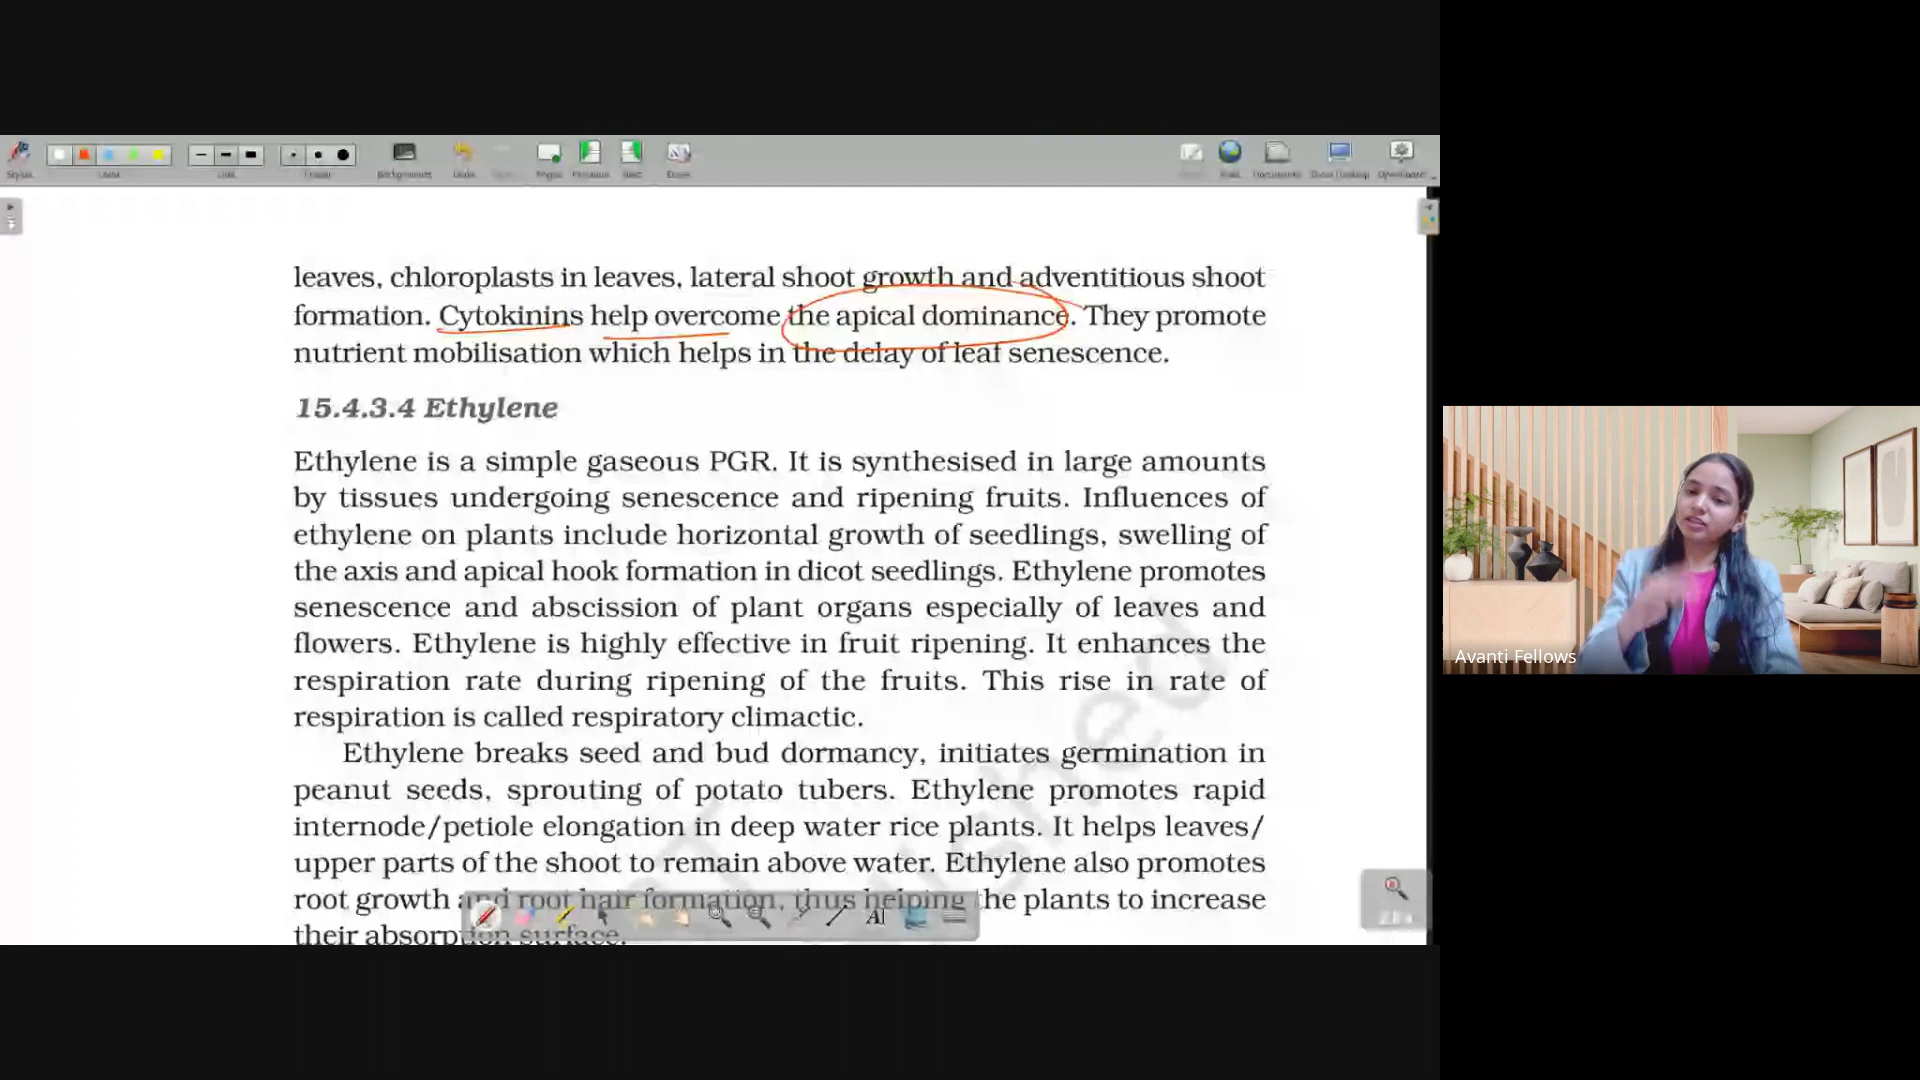 leaves, chloroplasts in leaves, lateral shoot growth and adventitious shoot
formation. Cytokinins help overcome the apical dominance. They promote
nutrient mobilisation which helps in the delay of leaf senescence.
15.4.3.4 Ethylene
Ethylene is a simple gaseous PGR. It is synthesised in large amounts
by tissues undergoing senescence and ripening fruits. Influences of
ethylene on plants include horizontal growth of seedlings, swelling of
the axis and apical hook formation in dicot seedlings. Ethylene promotes
senescence and abscission of plant organs especially of leaves and
flowers. Ethylene is highly effective in fruit ripening. It enhances the
respiration rate during ripening of the fruits. This rise in rate of
respiration is called respiratory climactic.
Ethylene breaks seed and bud dormancy, initiates germination in
peanut seeds, sprouting of potato tubers. Ethylene promotes rapid
internode/petiole elongation in deep water rice plants. It helps leaves/
upper parts of the shoot to remain above water. Ethylene also promotes
root growth and root hair formation, thus helping the plants to increase
their absorption surface.
Avanti Fellows